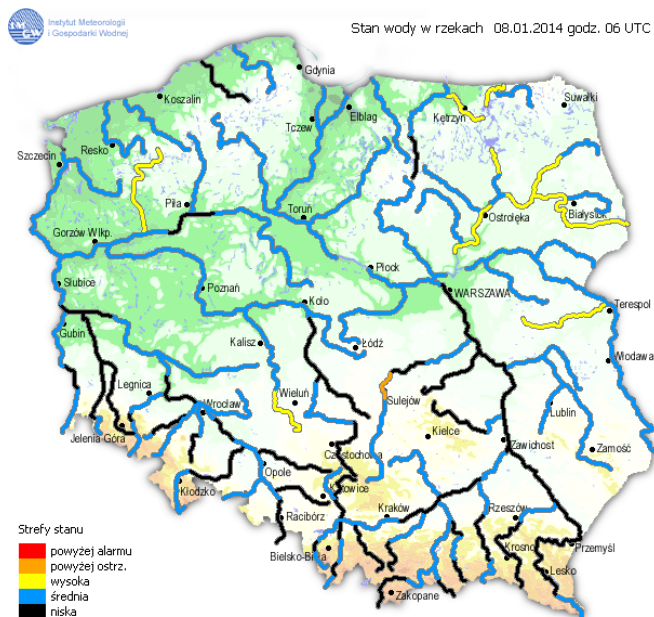 IMGW
Instytut Meteorologii
i Gospodarki Wodnej
Stan wody w rzekach 08.01.2014 godz. 06 UTC
Gdynia
Koszalin
Suwałki
Tczew
Elbląg
Kętrzyn
Resko
Szczecin
Piła
Toruń
Ostrołęka
Białystok
Gorzów Wlkp.
Płock
Słubice
Poznań
Koło
WARSZAWA
Terespol
Gubin
Kalisz
Łódź
Włodawa
Legnica
Wieluń
Sulejów
Wrocław
Lublin
Jelenia Góra
Kielce
Zawichost
Zamość
Częstochowa
Opole
Kłodzko
Katowice
Racibórz
Kraków
Rzeszów
Bielsko-Biała
Krosno
Przemyśl
Lesko
Zakopane
Strefy stanu
powyżej alarmu
powyżej ostrz.
wysoka
średnia
niska